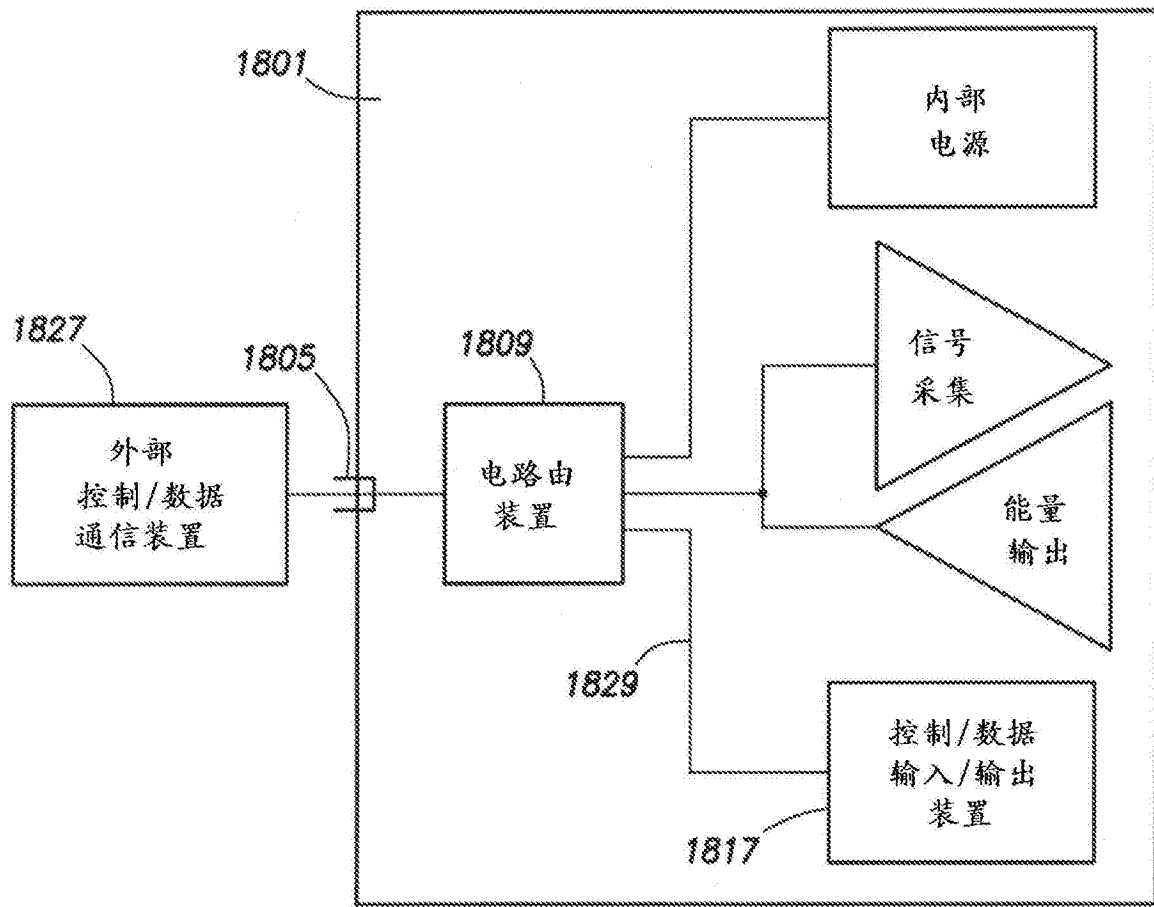 1801
内部
电源
1827
1805
1809
信号
采集
外部
控制/数据
通信装置
电路由
装置
能量
输出
1829
控制/数据
输入/输出
装置
1817